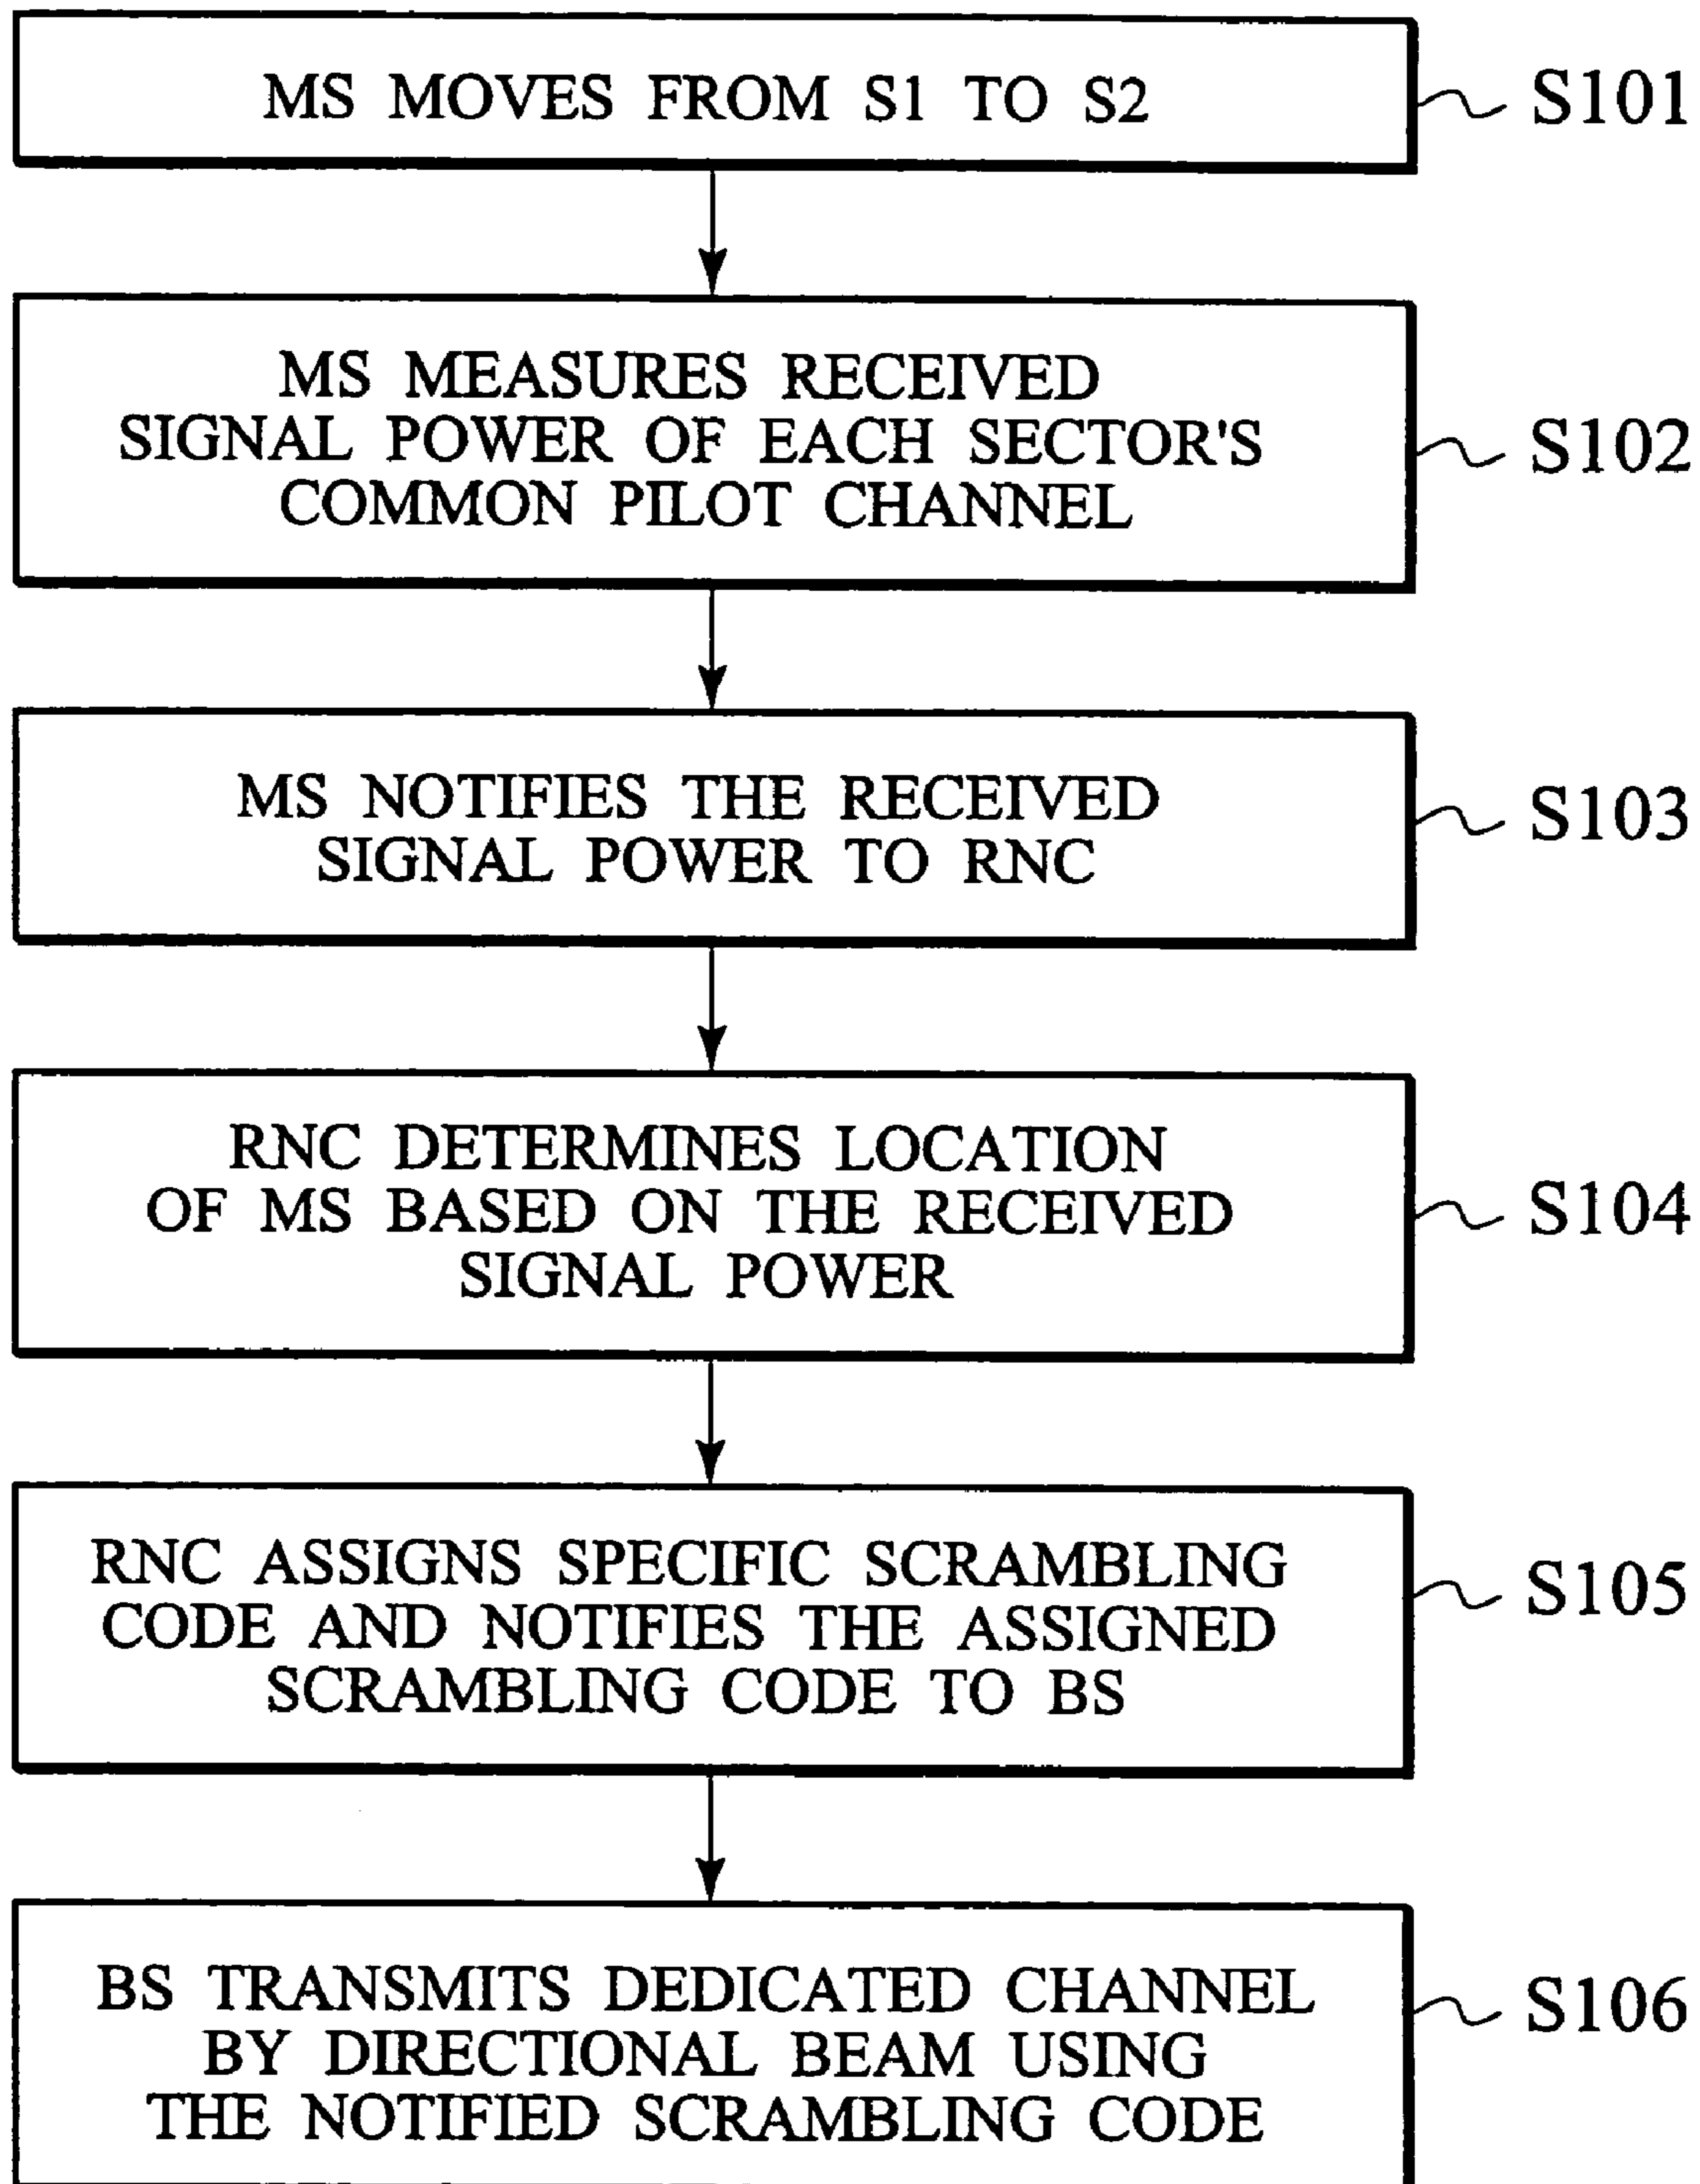 MS MOVES FROM S1 TO S2
S101
MS MEASURES RECEIVED
SIGNAL POWER OF EACH SECTOR'S
COMMON PILOT CHANNEL
S102
MS NOTIFIES THE RECEIVED
SIGNAL POWER TO RNC
S103
RNC DETERMINES LOCATION
OF MS BASED ON THE RECEIVED
SIGNAL POWER
S104
RNC ASSIGNS SPECIFIC SCRAMBLING
CODE AND NOTIFIES THE ASSIGNED
SCRAMBLING CODE TO BS
S105
BS TRANSMITS DEDICATED CHANNEL
BY DIRECTIONAL BEAM USING
THE NOTIFIED SCRAMBLING CODE
S106